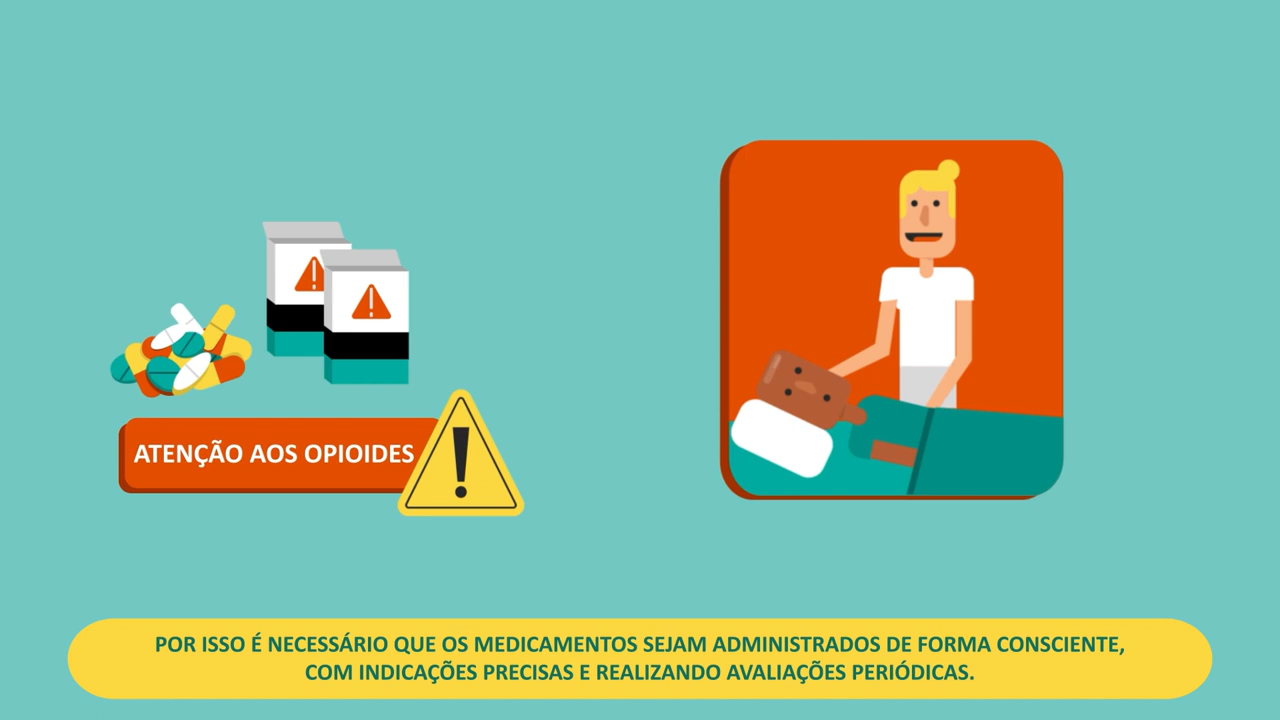 ATENÇÃO AOS OPIOIDES
POR ISSO É NECESSÁRIO QUE OS MEDICAMENTOS SEJAM ADMINISTRADOS DE FORMA CONSCIENTE,
COM INDICAÇÕES PRECISAS E REALIZANDO AVALIAÇÕES PERIÓDICAS.